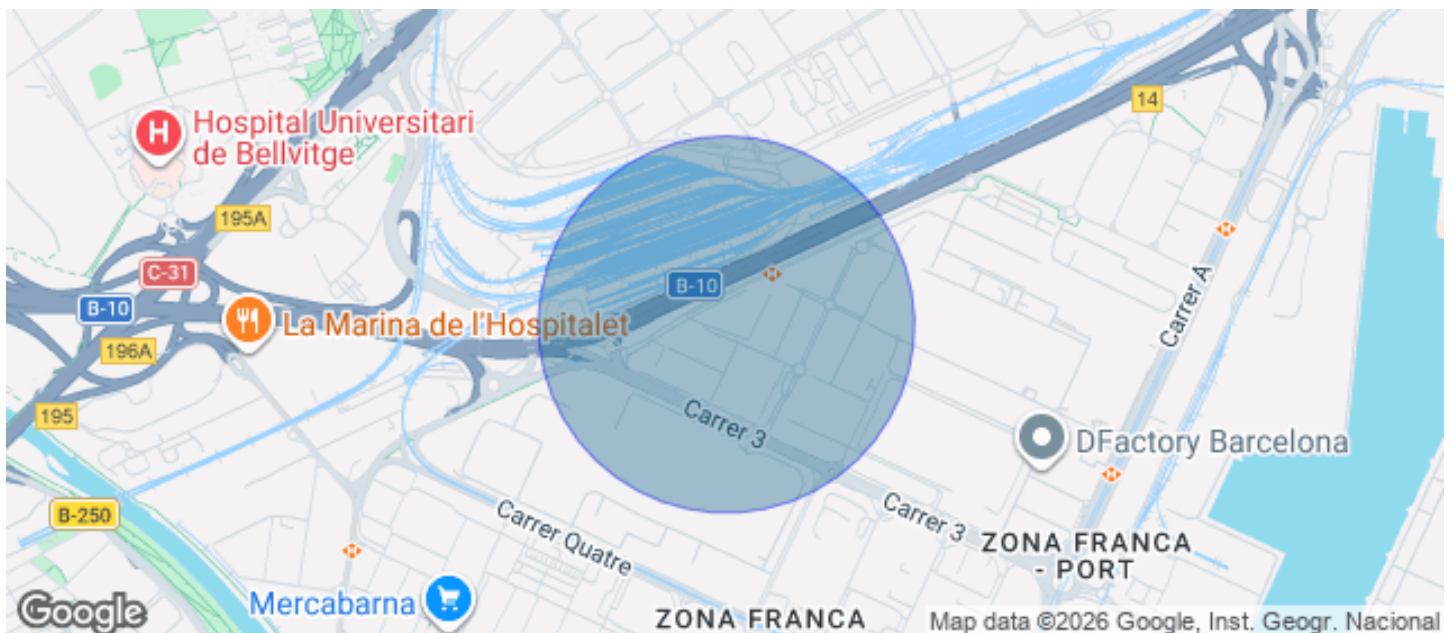 14
H
Hospital Universitari
de Bellvitge
195A
C-31
B-10
B-10
La Marina de l'Hospitalet
196A
195
Carrer A
Carrer 3
DFactory Barcelona
B-250
Carrer Quatre
Carrer 3
ZONA FRANCA
- PORT
Mercabarna
ZONA FRANCA
Google
Map data ©2026 Google, Inst. Geogr. Nacional